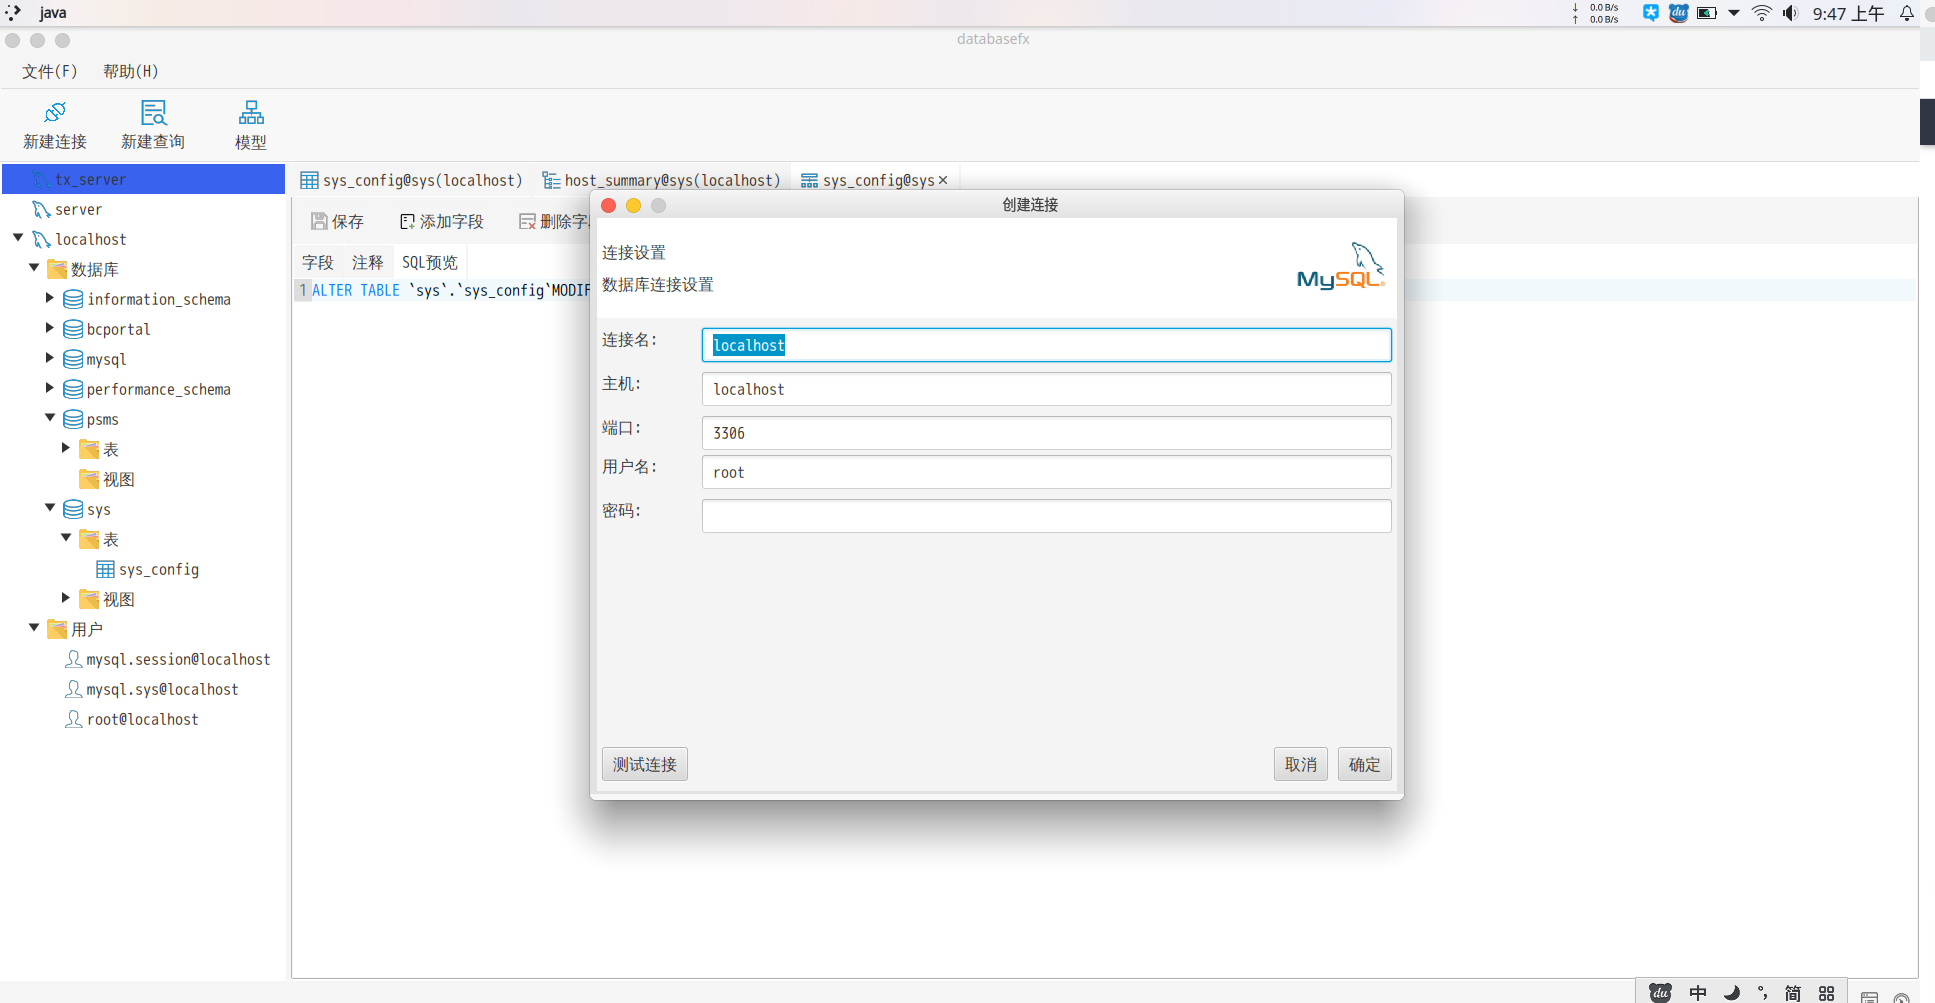 java
0.0 B/s
0.0 B/s
du
9:47 上午
databasefx
文件(F) 帮助(H)
新建连接 新建查询 模型
tx_server
server
localhost
数据库
information_schema
bcportal
mysql
performance_schema
psms
表
视图
sys
表
sys_config
视图
用户
mysql.session@localhost
mysql.sys@localhost
root@localhost
sys_config@sys(localhost) host_summary@sys(localhost) sys_config@sys
保存 添加字段 删除字
字段 注释 SQL预览
1 ALTER TABLE `sys`.`sys_config`MODIF
创建连接
连接设置
数据库连接设置
MySQL
连接名: localhost
主机: localhost
端口: 3306
用户名: root
密码:
测试连接 取消 确定
du 中 简